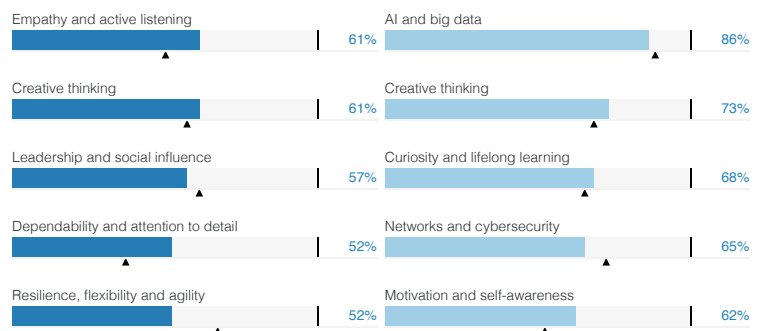 Empathy and active listening
61%
Creative thinking
61%
Leadership and social influence
57%
Dependability and attention to detail
52%
Resilience, flexibility and agility
52%
AI and big data
86%
Creative thinking
73%
Curiosity and lifelong learning
68%
Networks and cybersecurity
65%
Motivation and self-awareness
62%